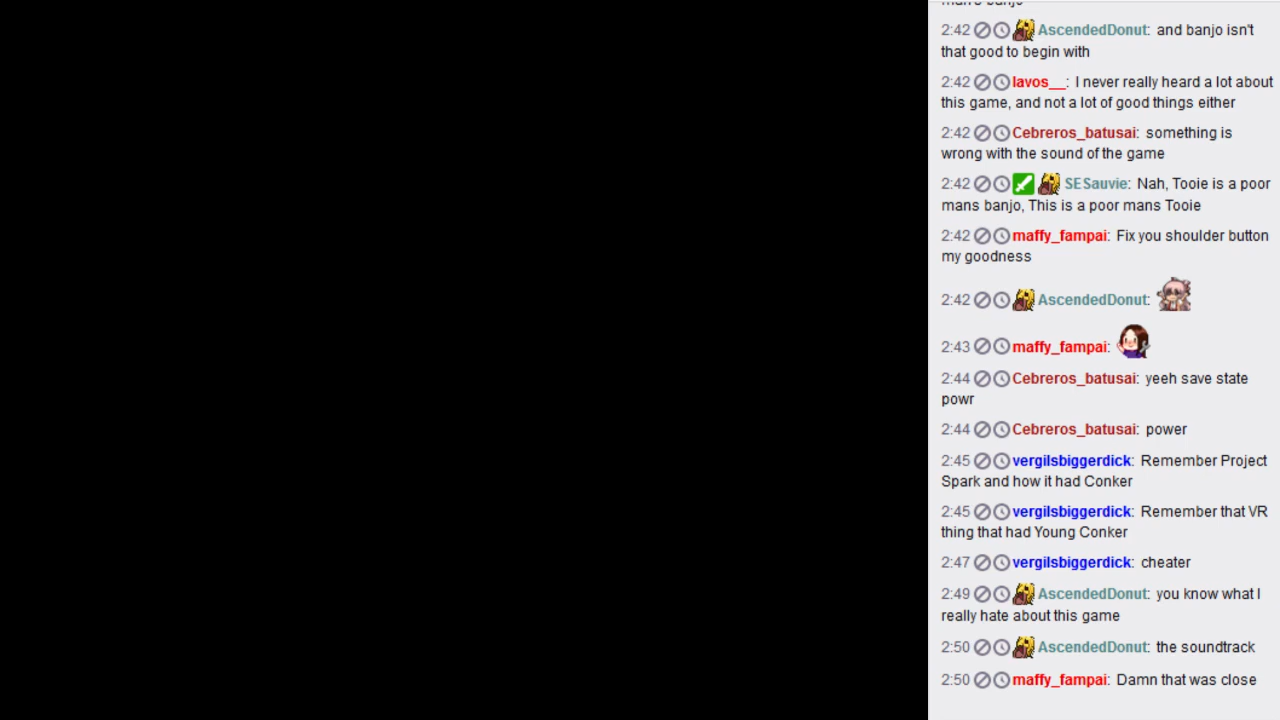 man's banjo
2:42 AscendedDonut: and banjo isn't
that good to begin with
2:42 lavos__: I never really heard a lot about
this game, and not a lot of good things either
2:42 Cebreros_batusai: something is
wrong with the sound of the game
2:42 SESauvie: Nah, Tooie is a poor
mans banjo, This is a poor mans Tooie
2:42 maffy_fampai: Fix you shoulder button
my goodness
2:42 AscendedDonut:
2:43 maffy_fampai:
2:44 Cebreros_batusai: yeeh save state
powr
2:44 Cebreros_batusai: power
2:45 vergilsbiggerdick: Remember Project
Spark and how it had Conker
2:45 vergilsbiggerdick: Remember that VR
thing that had Young Conker
2:47 vergilsbiggerdick: cheater
2:49 AscendedDonut: you know what I
really hate about this game
2:50 AscendedDonut: the soundtrack
2:50 maffy_fampai: Damn that was close